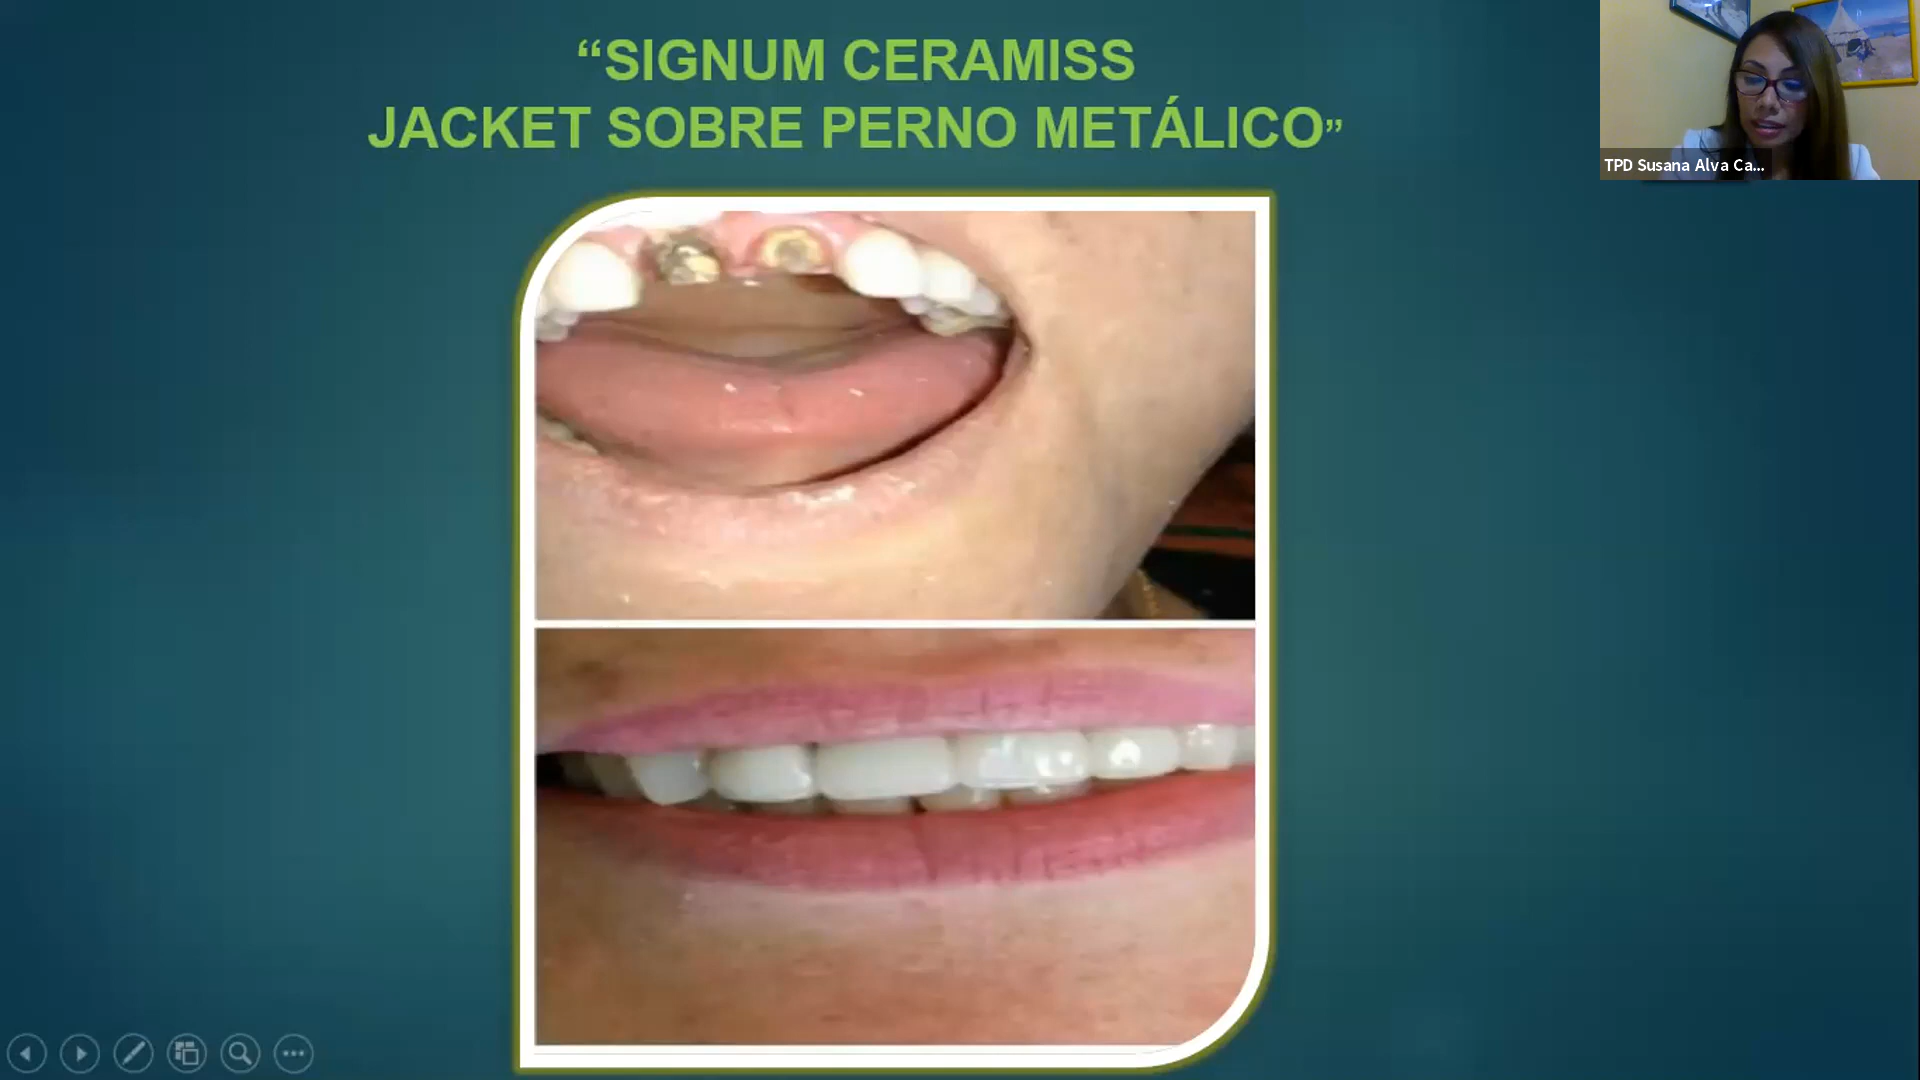 “SIGNUM CERAMISS
JACKET SOBRE PERNO METÁLICO”
TPD Susana Alva Ca...